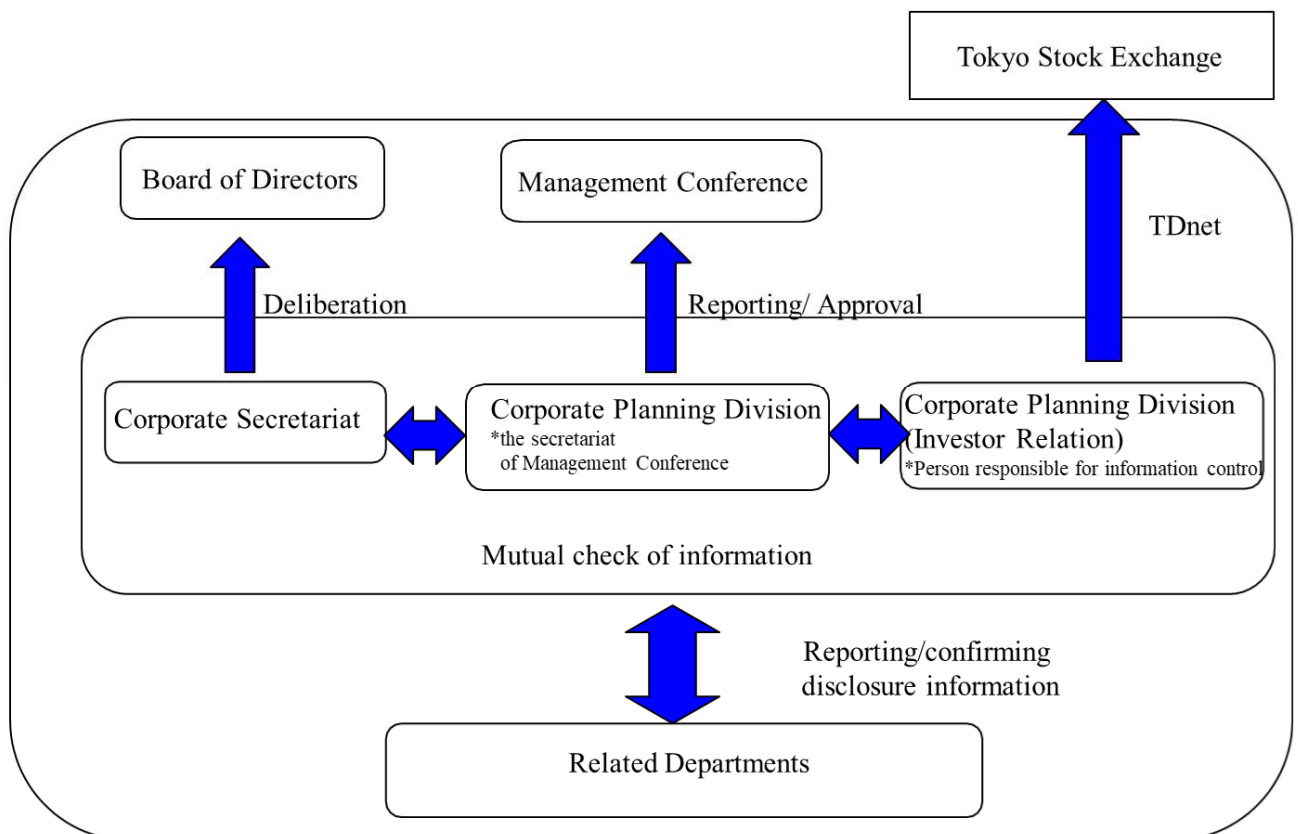 Tokyo Stock Exchange
Board of Directors
Management Conference
TDnet
Deliberation
Reporting/ Approval
Corporate Secretariat
Corporate Planning Division
*the secretariat
of Management Conference
Corporate Planning Division
(Investor Relation)
*Person responsible for information control
Mutual check of information
Reporting/confirming
disclosure information
Related Departments